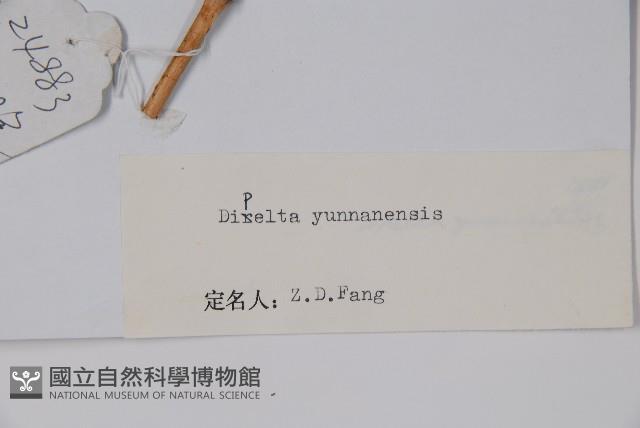 24883
P
Dixelta yunnanensis
定名人: Z.D.Fang
國立自然科學博物館
NATIONAL MUSEUM OF NATURAL SCIENCE